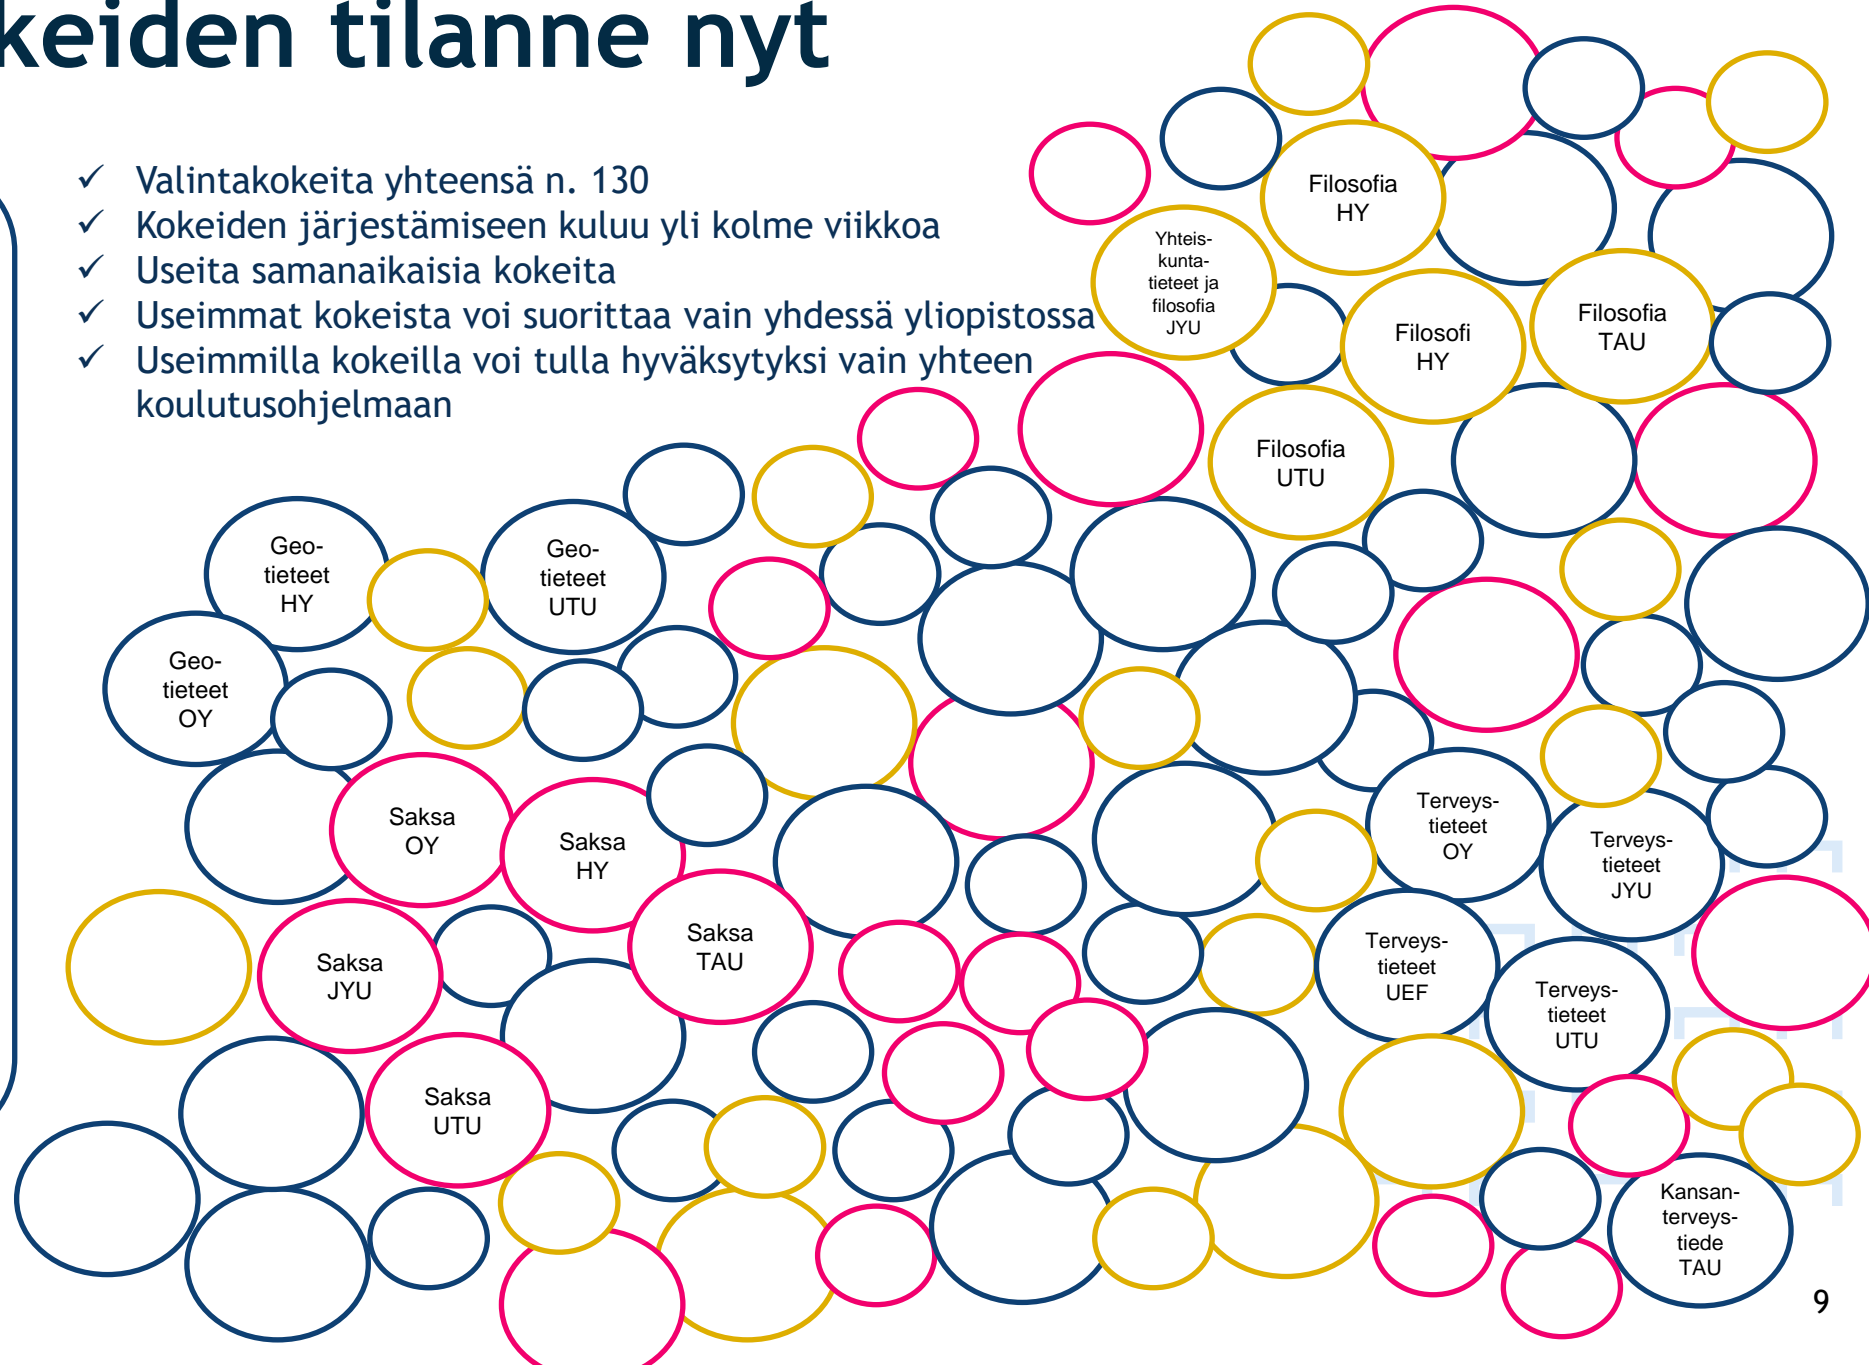 keiden tilanne nyt
✓ Valintakokeita yhteensä n. 130
✓ Kokeiden järjestämiseen kuluu yli kolme viikkoa
✓ Useita samanaikaisia kokeita
✓ Useimmat kokeista voi suorittaa vain yhdessä yliopistossa
✓ Useimmilla kokeilla voi tulla hyväksytyksi vain yhteen
koulutusohjelmaan
Filosofia
HY
Yhteis-
kunta-
tieteet ja
filosofia
JYU
Filosofi
HY
Filosofia
TAU
Filosofia
UTU
Geo-
tieteet
HY
Geo-
tieteet
UTU
Geo-
tieteet
OY
Saksa
OY
Saksa
HY
Saksa
TAU
Saksa
JYU
Saksa
UTU
Terveys-
tieteet
OY
Terveys-
tieteet
JYU
Terveys-
tieteet
UEF
Terveys-
tieteet
UTU
Kansan-
terveys-
tiede
TAU
9